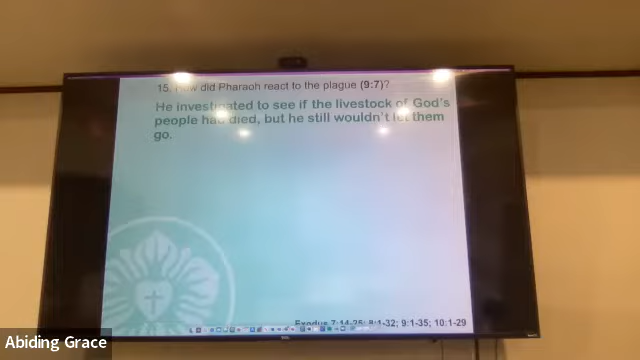 15. How did Pharaoh react to the plague (9:7)?
He investigated to see if the livestock of God's
people had died, but he still wouldn't let them
go.
Exodus 7:14-25; 8:1-32; 9:1-35; 10:1-29
Abiding Grace